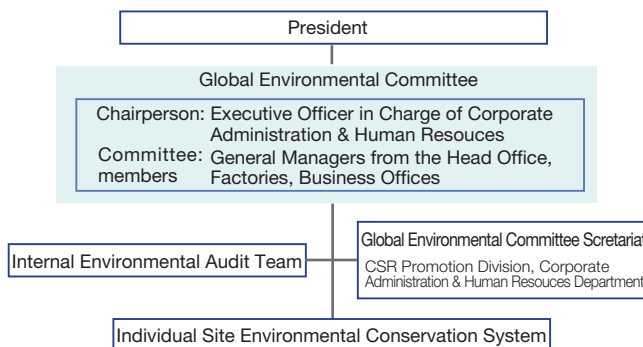 President
Global Environmental Committee
Chairperson: Executive Officer in Charge of Corporate
Administration & Human Resouces
Committee: General Managers from the Head Office,
members Factories, Business Offices
Internal Environmental Audit Team
Global Environmental Committee Scretariat
CSR Promotion Division, Corporate
Administration & Human Resouces Department
Individual Site Environmental Conservation System